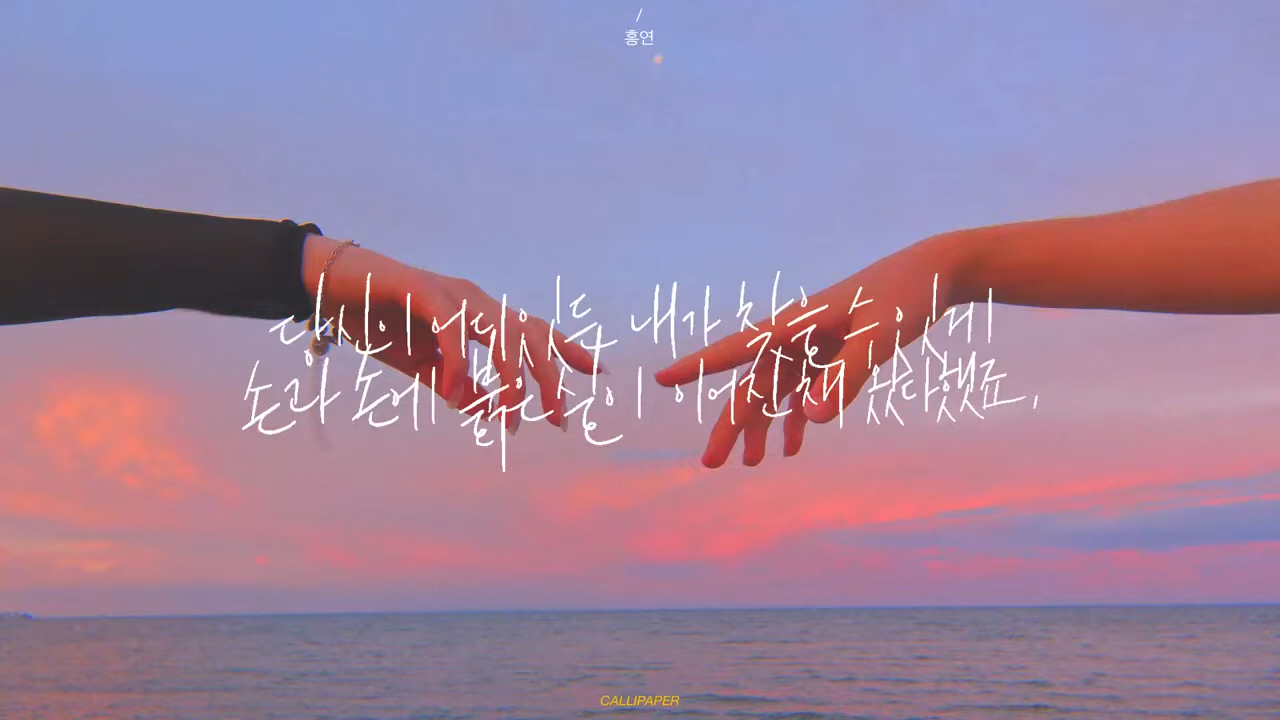 /
홍연
당신이 어디있든 내가 찾을 수 있게
손과 손에 붉은 실이 이어진 채 왔다했죠,
CALLIPAPER